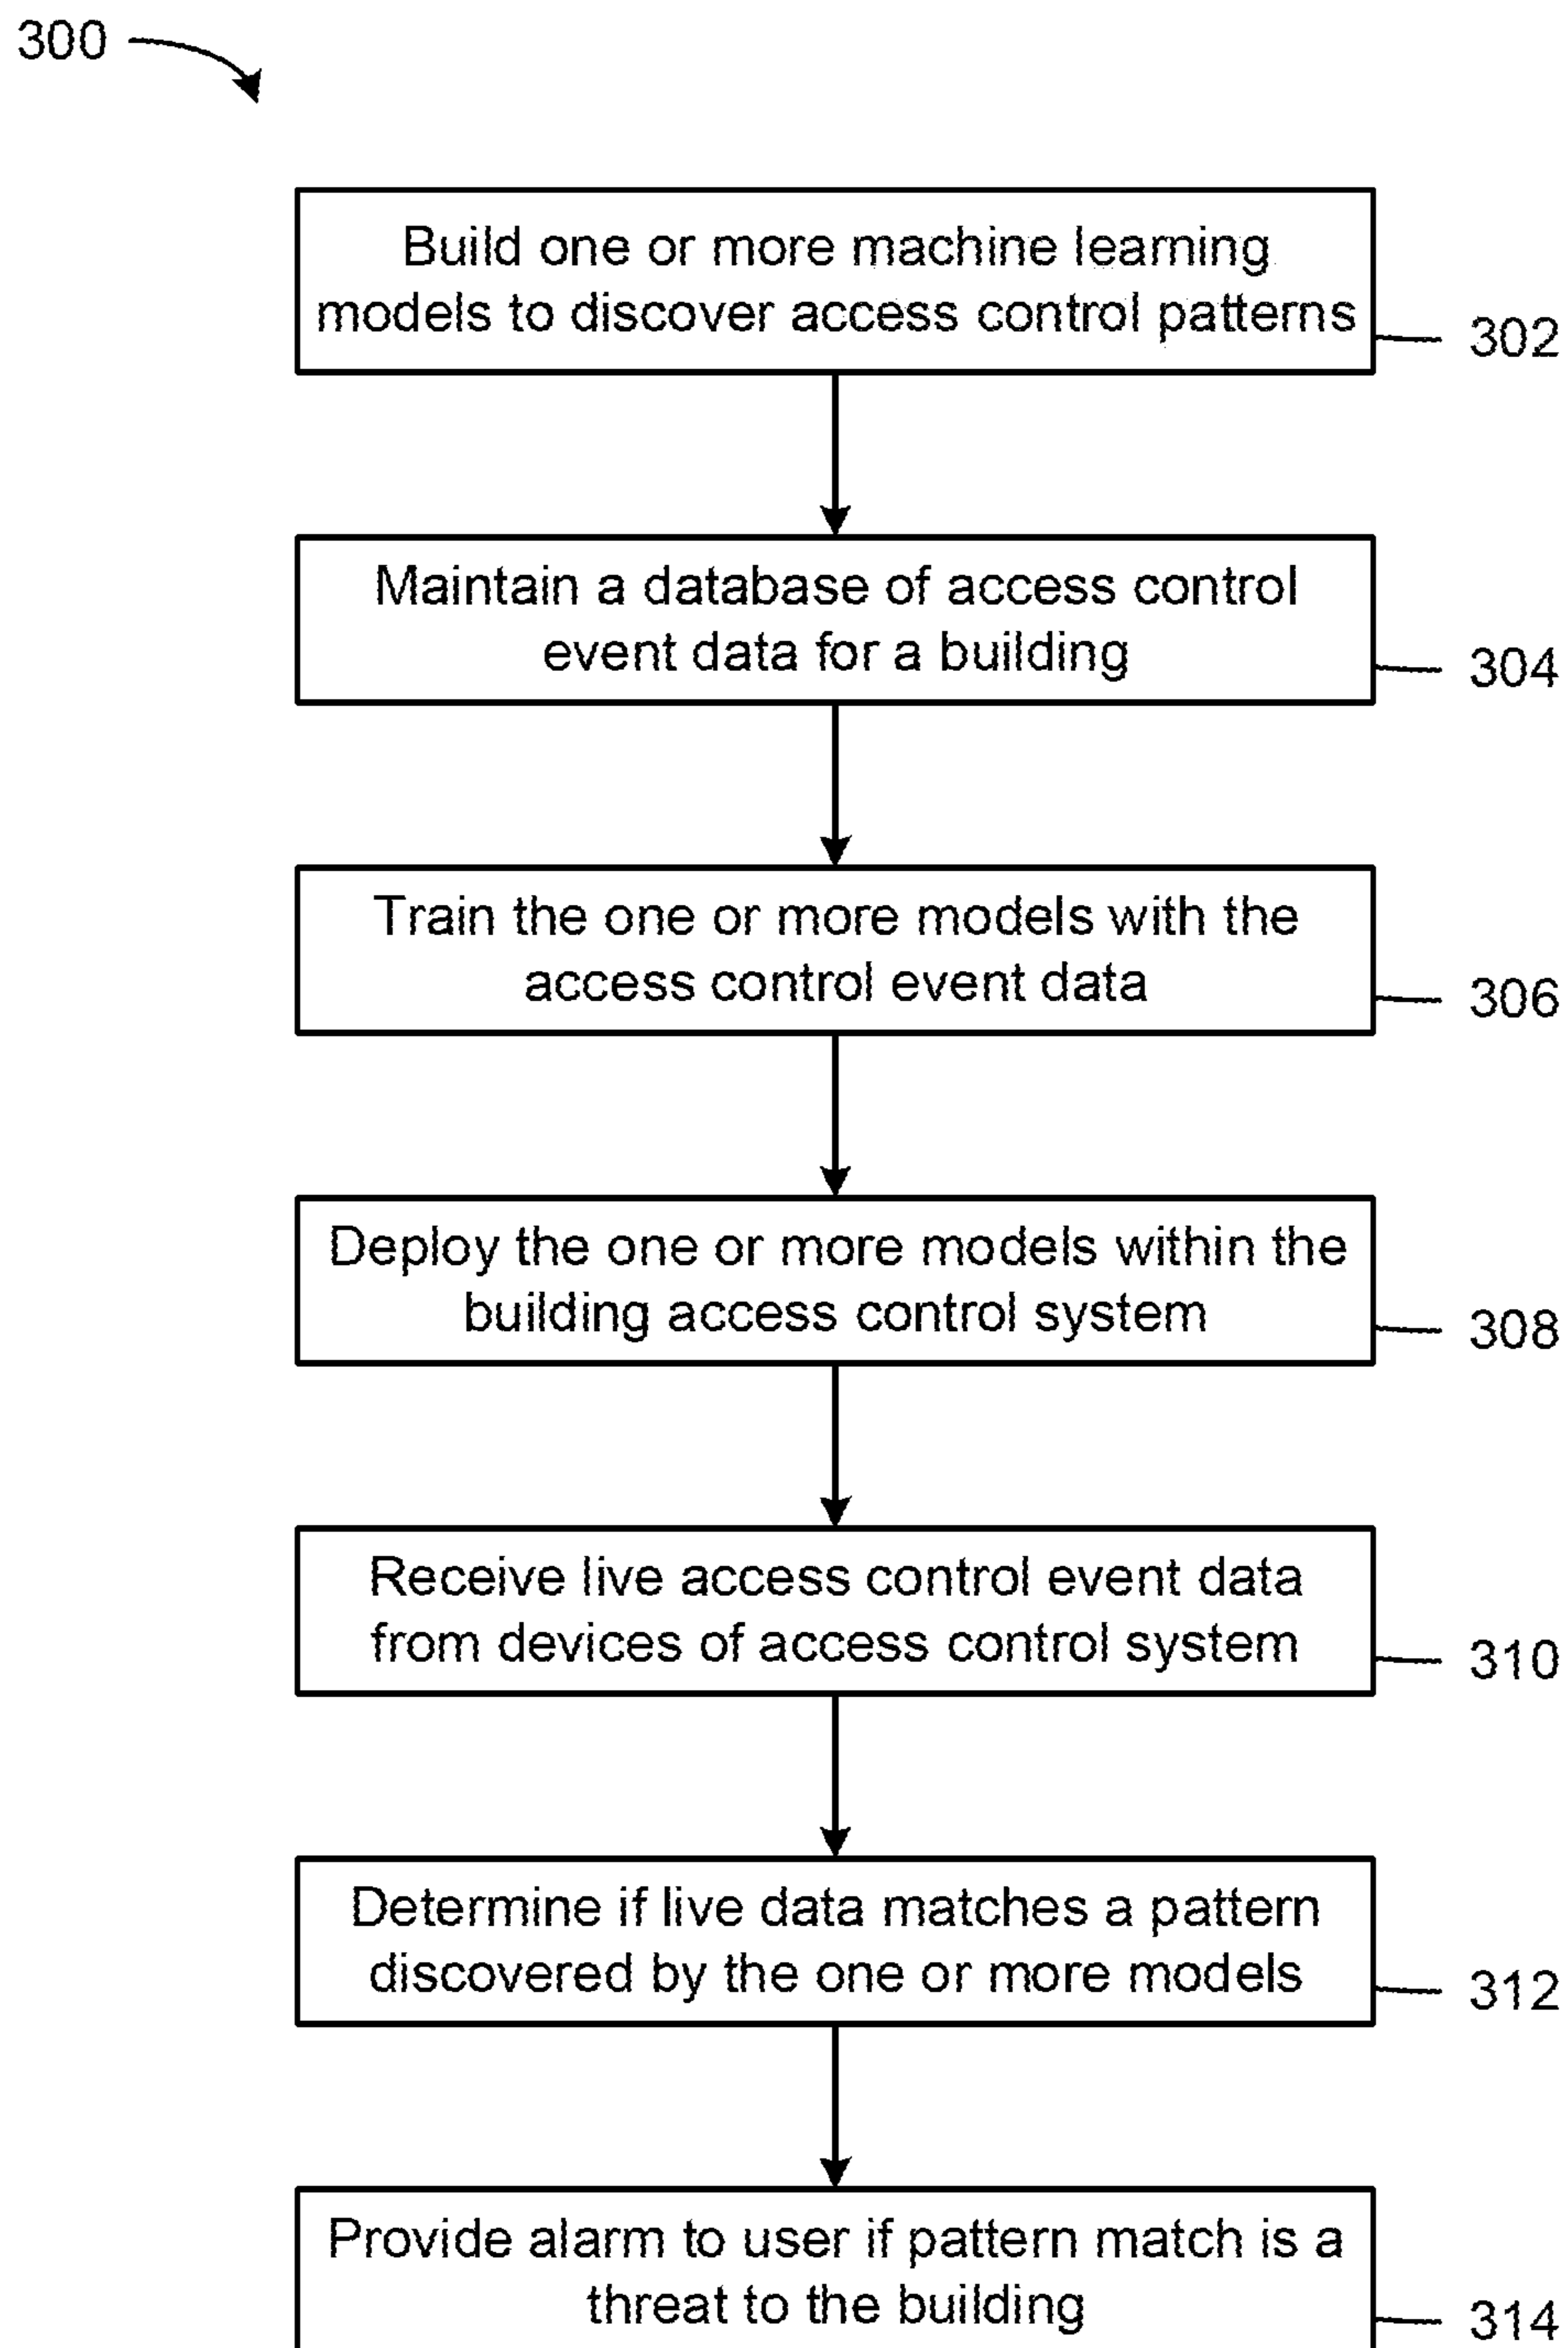 300
Build one or more machine learning
models to discover access control patterns
302
Maintain a database of access control
event data for a building
304
Train the one or more models with the
access control event data
306
Deploy the one or more models within the
building access control system
308
Receive live access control event data
from devices of access control system
310
Determine if live data matches a pattern
discovered by the one or more models
312
Provide alarm to user if pattern match is a
threat to the building
314